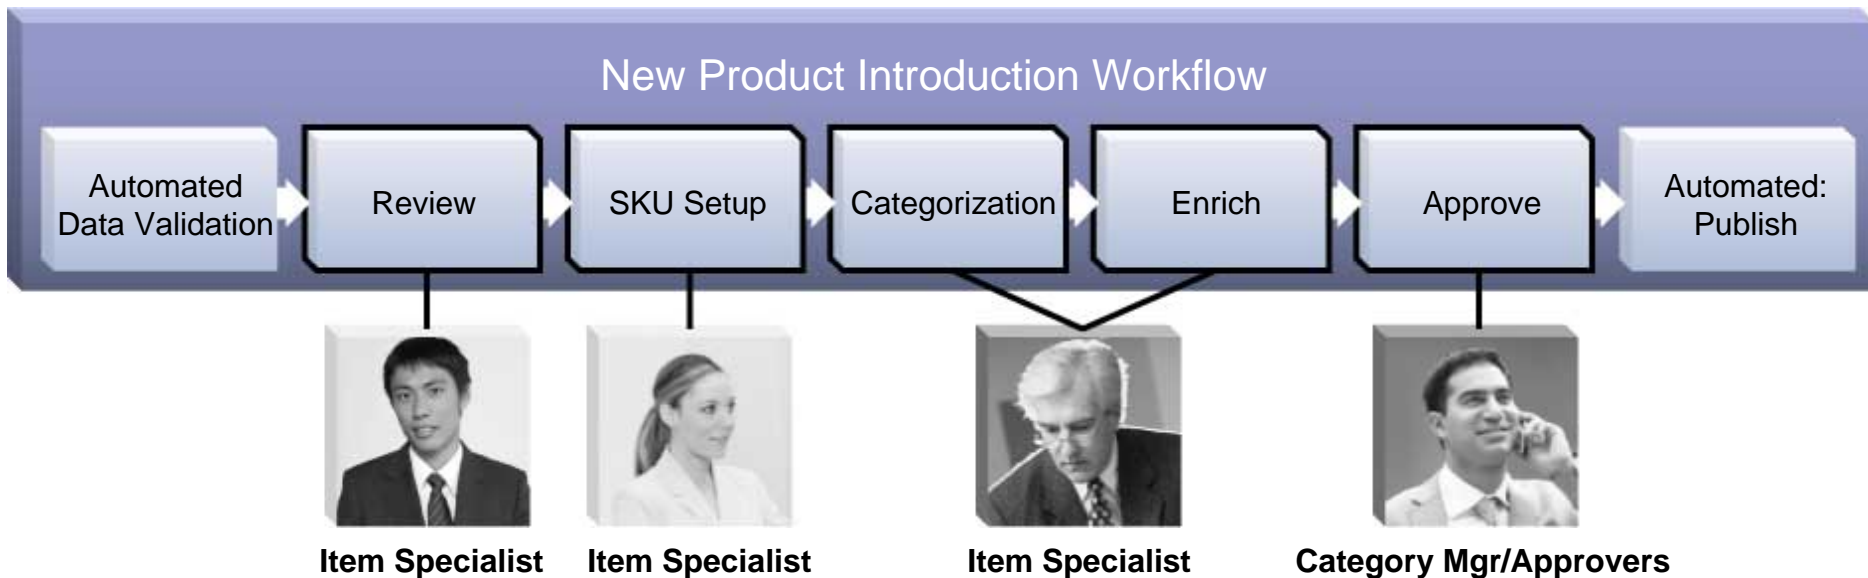 New Product Introduction Workflow
Automated
Data Validation
Review
SKU Setup
Categorization
Enrich
Approve
Automated:
Publish
Item Specialist
Item Specialist
Item Specialist
Category Mgr/Approvers